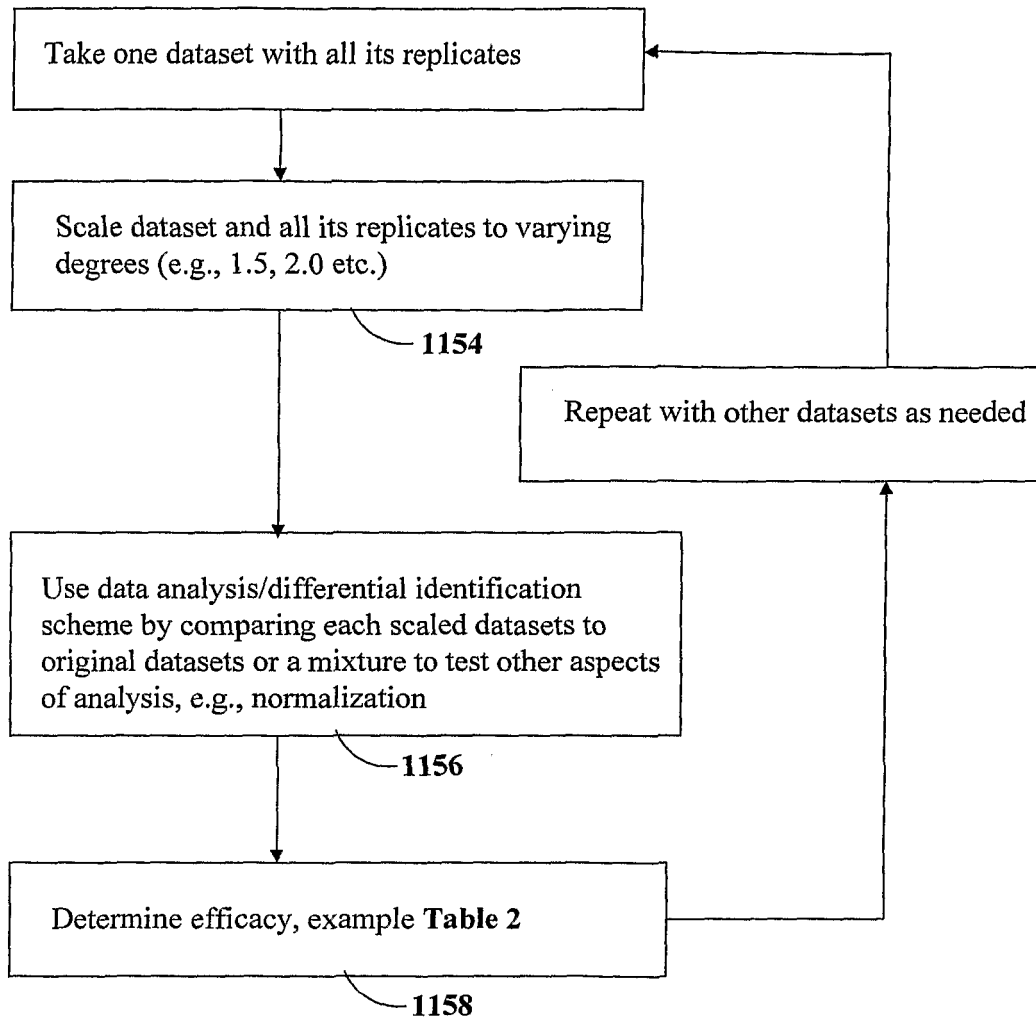 Take one dataset with all its replicates
Scale dataset and all its replicates to varying
degrees (e.g., 1.5, 2.0 etc.)
1154
Repeat with other datasets as needed
Use data analysis/differential identification
scheme by comparing each scaled datasets to
original datasets or a mixture to test other aspects
of analysis, e.g., normalization
1156
Determine efficacy, example Table 2
1158